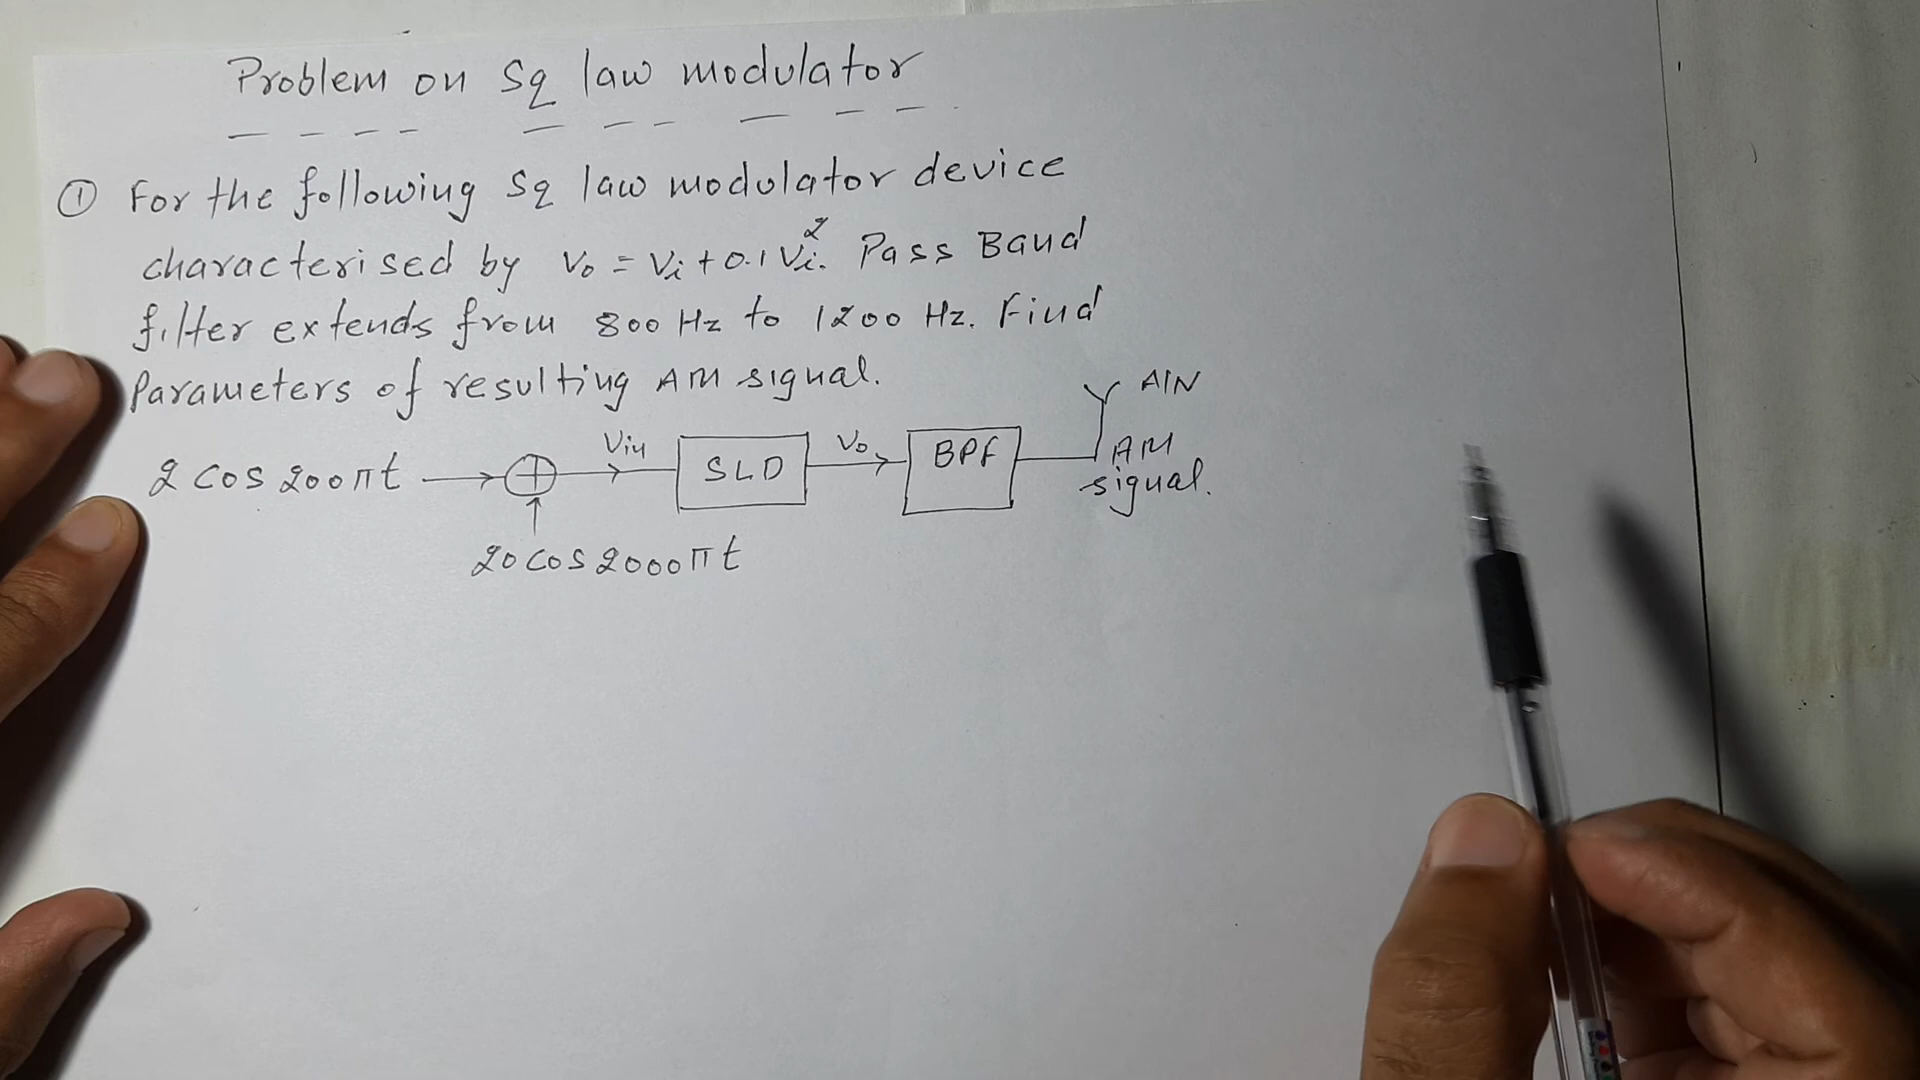 Problem on Sq law modulator
① For the following Sq law modulator device
characterised by V₀ = Vᵢ + 0.1 Vᵢ². Pass Band
filter extends from 800 Hz to 1200 Hz. Find
Parameters of resulting AM signal.
AIN
2 cos 200πt
Vin
SLD
V₀
BPF
AM
signal.
20 cos 2000πt